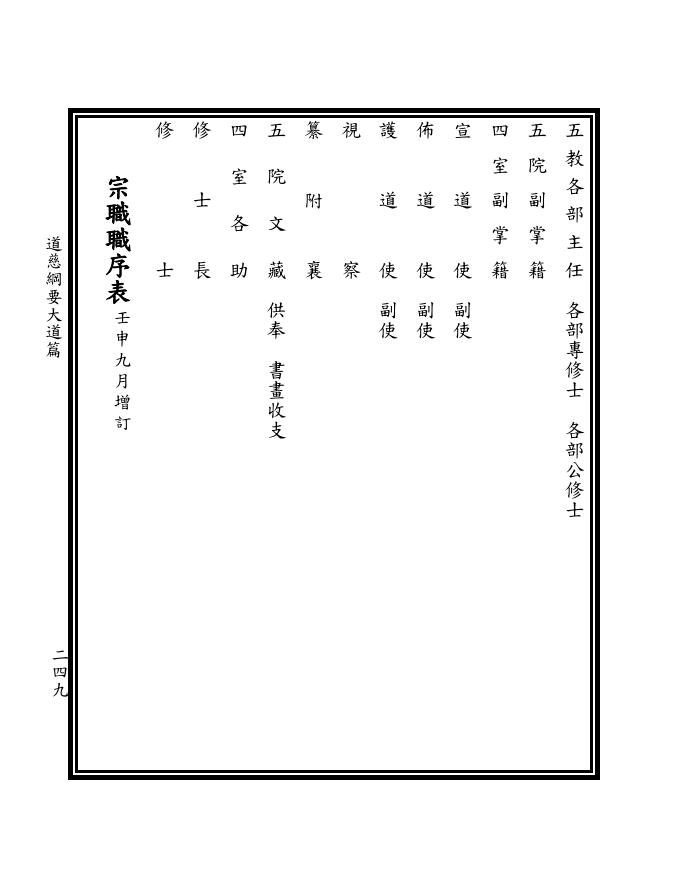 五教各部主任 各部專修士 各部公修士
五院副掌籍
四室副掌籍
宣道使 副使
佈道使 副使
護道使 副使
視察
纂附襄
五院文藏 供奉 書畫收支
四室各助
修士長
修士
宗職職序表 壬申九月增訂
道慈綱要大道篇
二四九